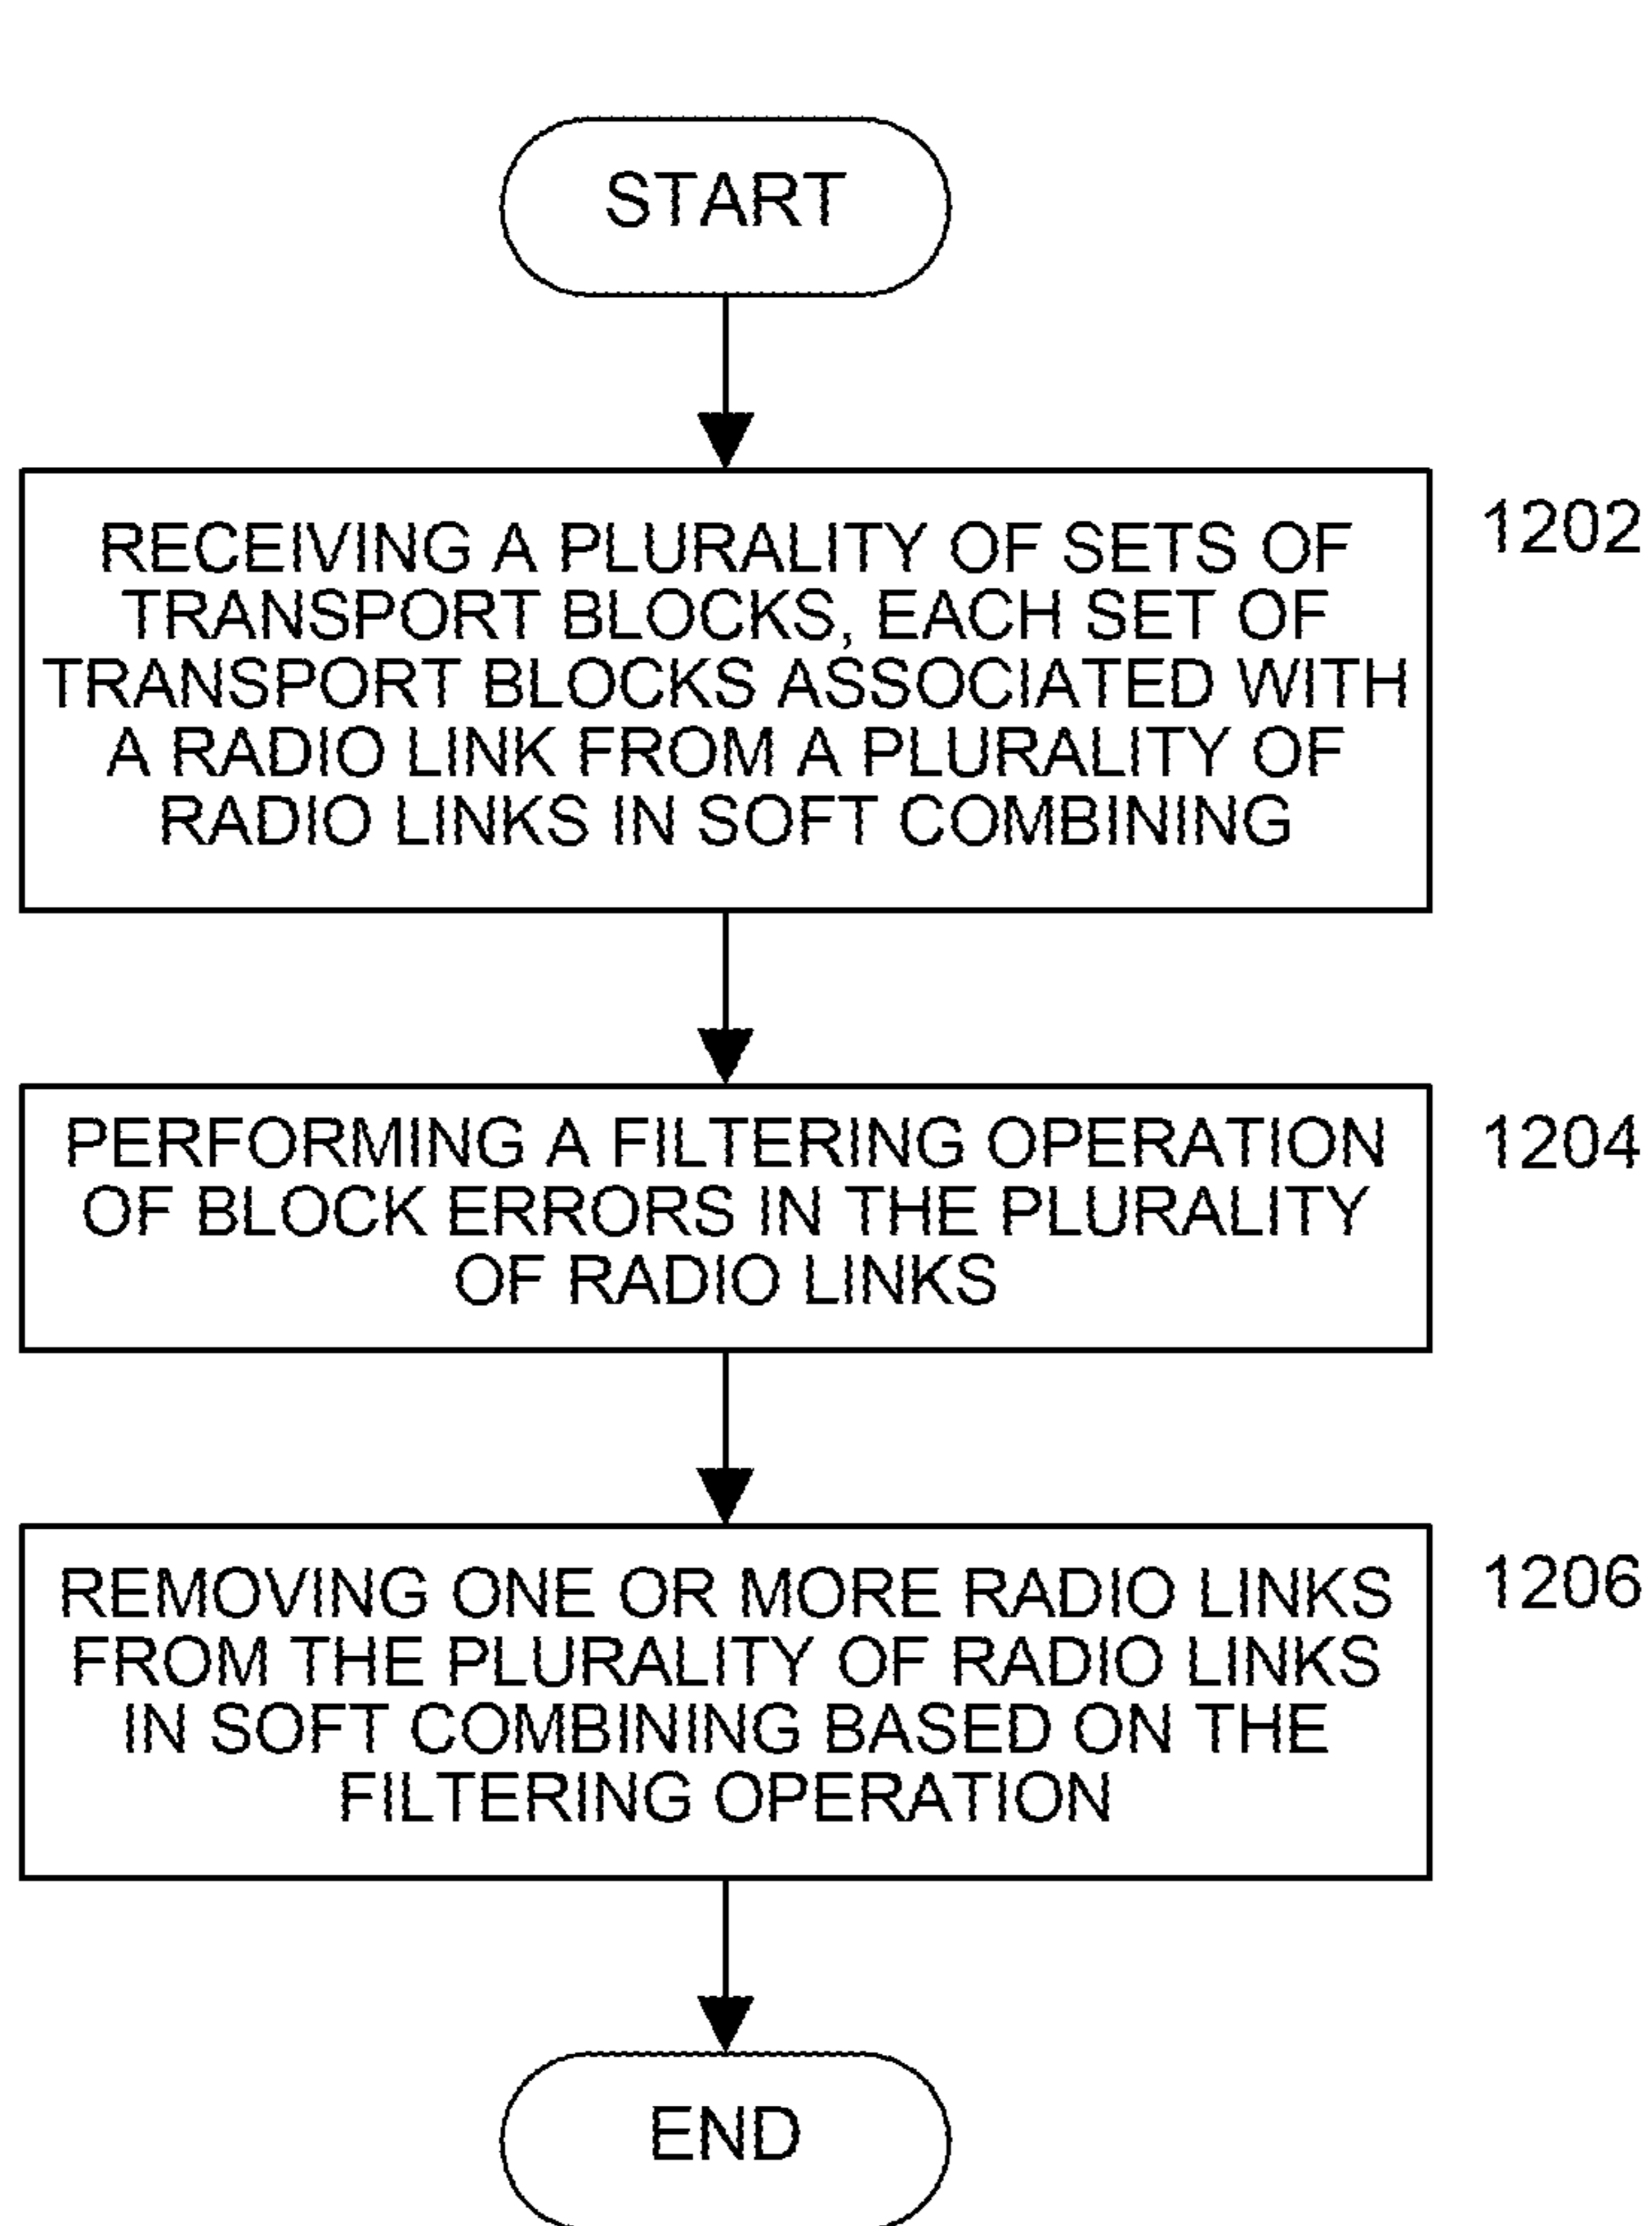 START
RECEIVING A PLURALITY OF SETS OF
TRANSPORT BLOCKS, EACH SET OF
TRANSPORT BLOCKS ASSOCIATED WITH
A RADIO LINK FROM A PLURALITY OF
RADIO LINKS IN SOFT COMBINING
1202
PERFORMING A FILTERING OPERATION
OF BLOCK ERRORS IN THE PLURALITY
OF RADIO LINKS
1204
REMOVING ONE OR MORE RADIO LINKS
FROM THE PLURALITY OF RADIO LINKS
IN SOFT COMBINING BASED ON THE
FILTERING OPERATION
1206
END